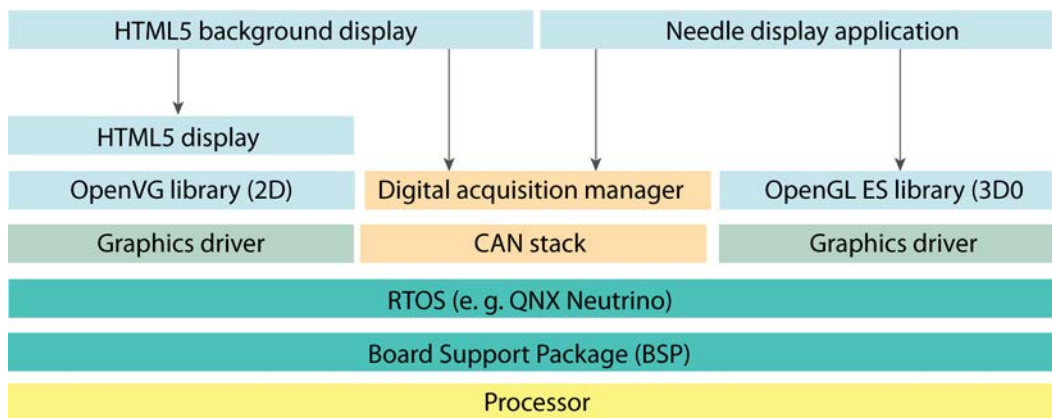 HTML5 background display
Needle display application
HTML5 display
OpenVG library (2D)
Digital acquisition manager
OpenGL ES library (3D0
Graphics driver
CAN stack
Graphics driver
RTOS (e. g. QNX Neutrino)
Board Support Package (BSP)
Processor